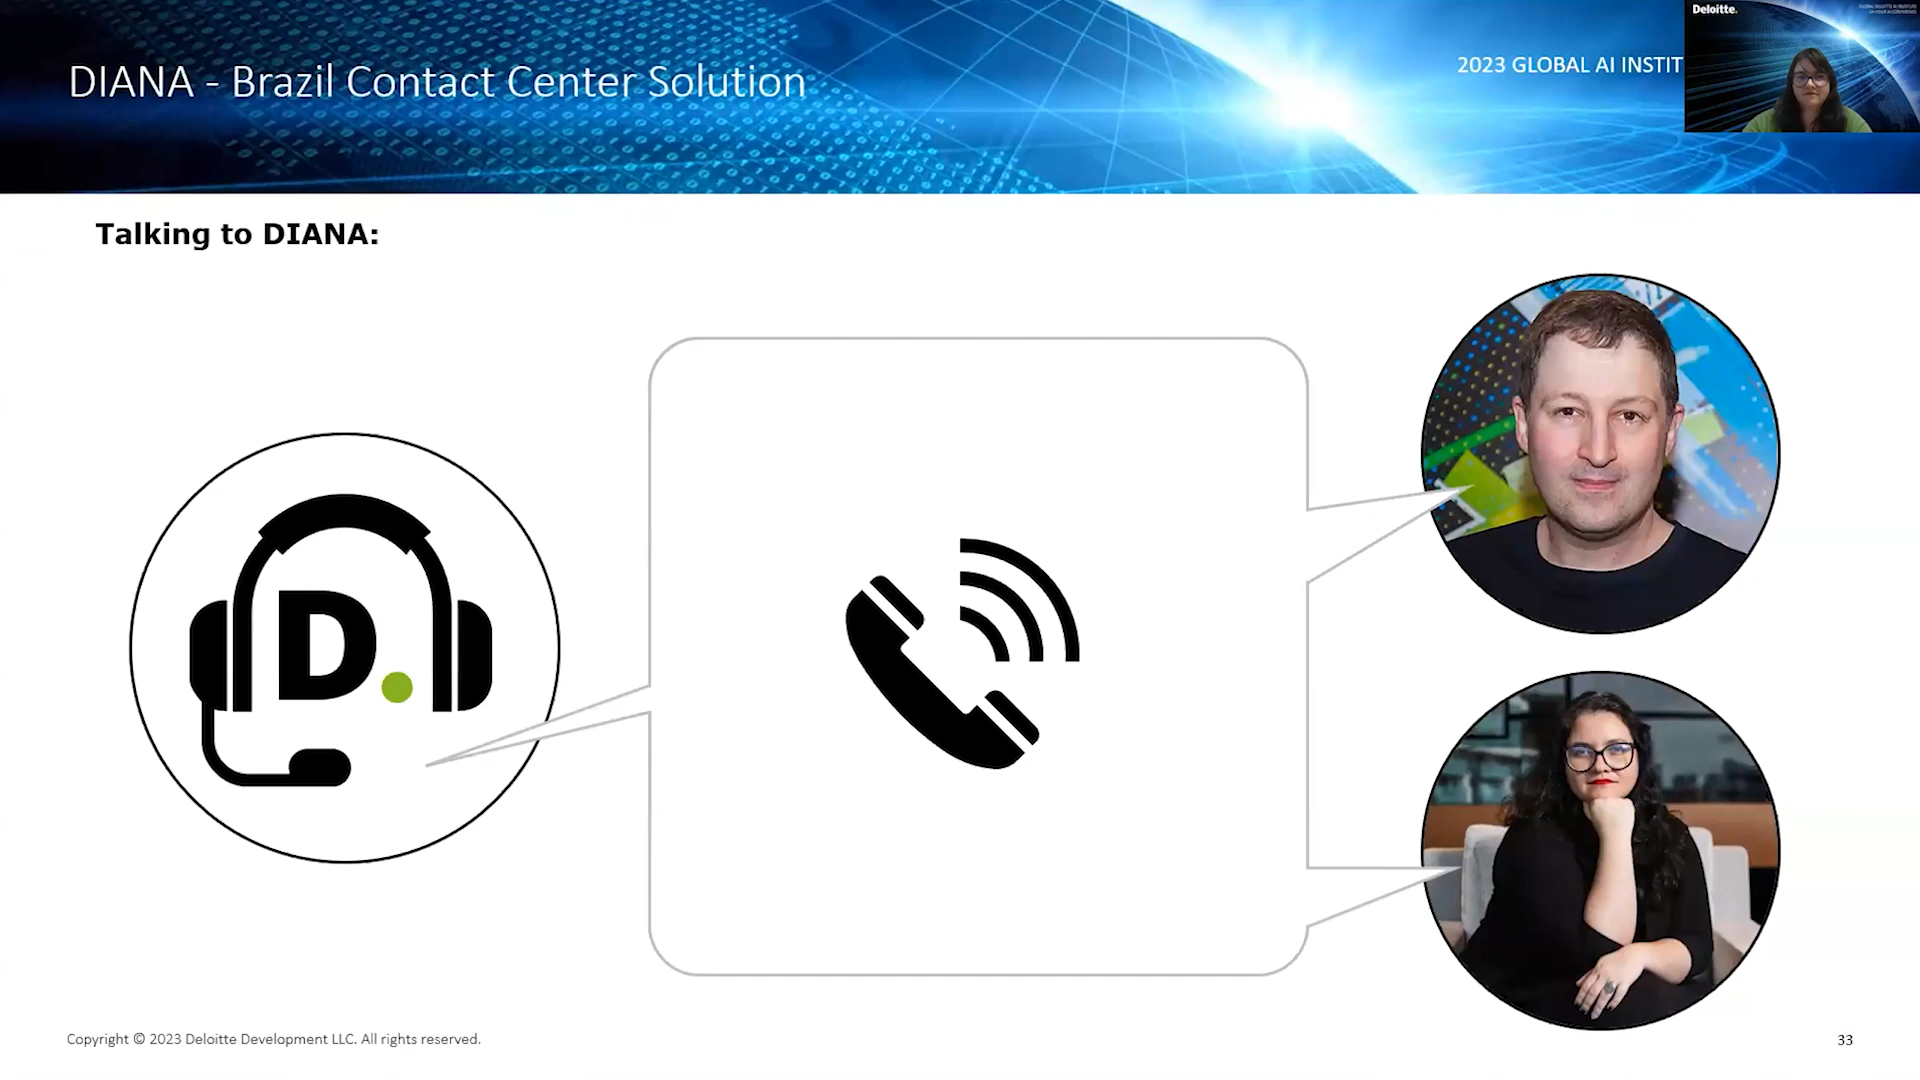 DIANA - Brazil Contact Center Solution
2023 GLOBAL AI INSTIT
Deloitte.
Talking to DIANA:
D.
Copyright © 2023 Deloitte Development LLC. All rights reserved.
33